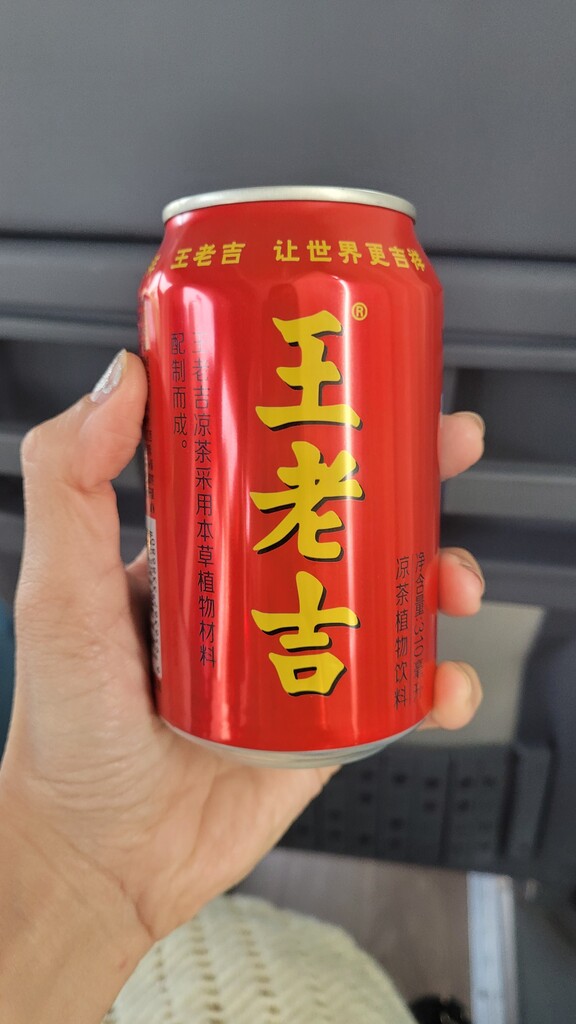 王老吉 让世界更吉祥
王老吉®
王老吉凉茶采用本草植物材料
配制而成。
净含量:310毫升
凉茶植物饮料